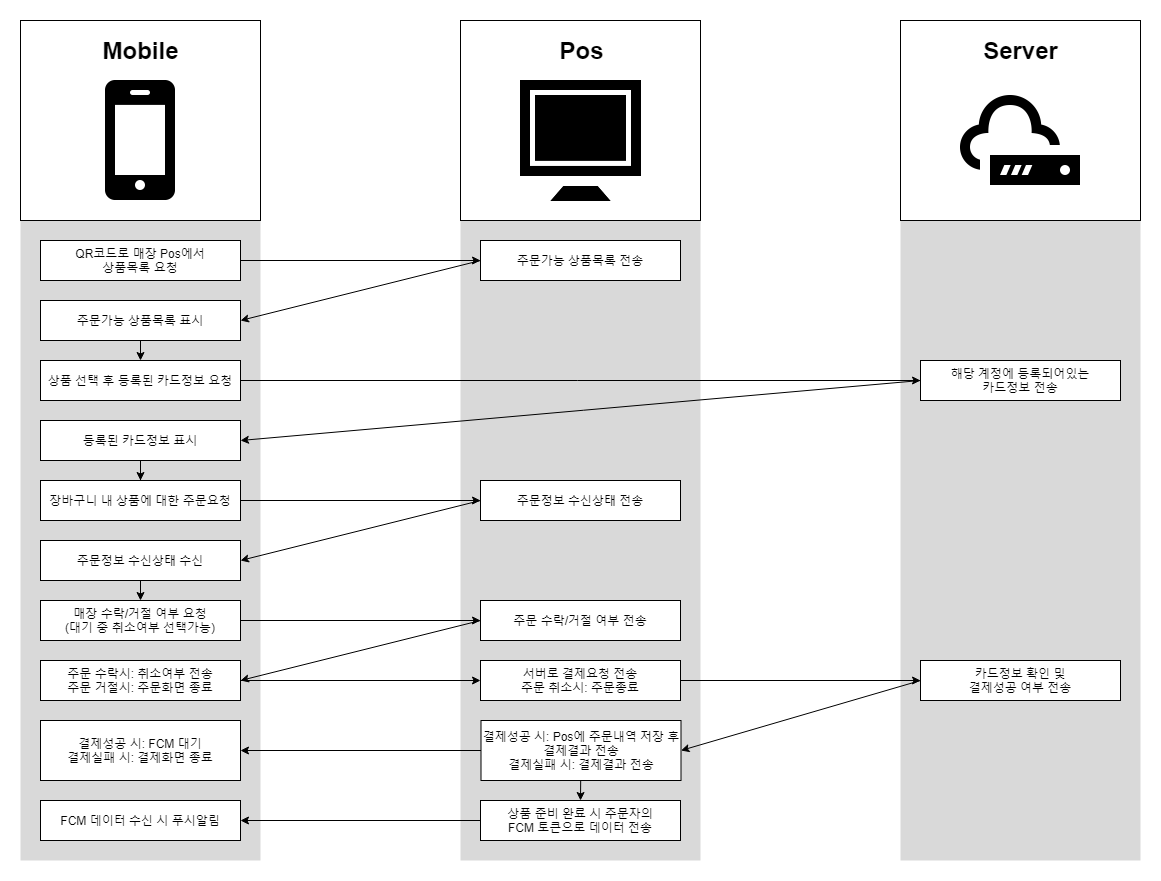 Mobile
Pos
Server
QR코드로 매장 Pos에서
상품목록 요청
주문가능 상품목록 전송
주문가능 상품목록 표시
상품 선택 후 등록된 카드정보 요청
해당 계정에 등록되어있는
카드정보 전송
등록된 카드정보 표시
장바구니 내 상품에 대한 주문요청
주문정보 수신상태 전송
주문정보 수신상태 수신
매장 수락/거절 여부 요청
(대기 중 취소여부 선택가능)
주문 수락/거절 여부 전송
주문 수락시: 취소여부 전송
주문 거절시: 주문화면 종료
서버로 결제요청 전송
주문 취소시: 주문종료
카드정보 확인 및
결제성공 여부 전송
결제성공 시: FCM 대기
결제실패 시: 결제화면 종료
결제성공 시: Pos에 주문내역 저장 후
결제결과 전송
결제실패 시: 결제결과 전송
FCM 데이터 수신 시 푸시알림
상품 준비 완료 시 주문자의
FCM 토큰으로 데이터 전송